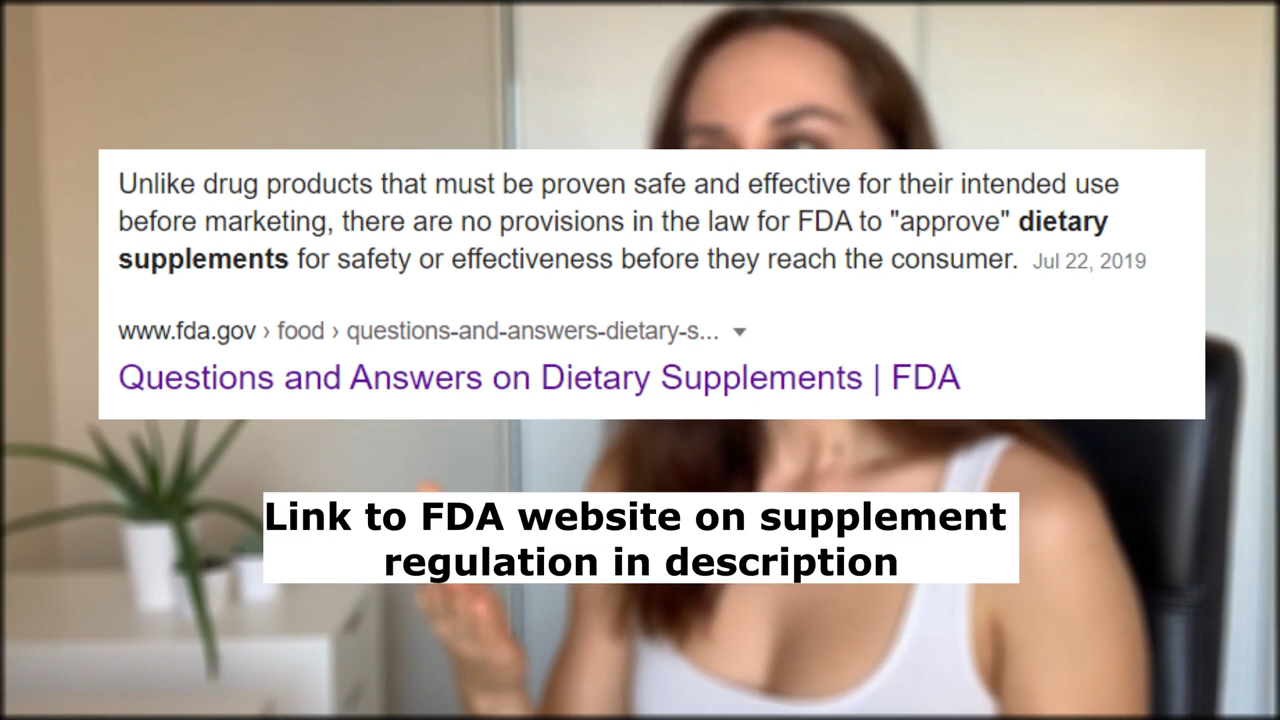 Unlike drug products that must be proven safe and effective for their intended use
before marketing, there are no provisions in the law for FDA to "approve" dietary
supplements for safety or effectiveness before they reach the consumer. Jul 22, 2019
www.fda.gov › food › questions-and-answers-dietary-s...
Questions and Answers on Dietary Supplements | FDA
Link to FDA website on supplement
regulation in description